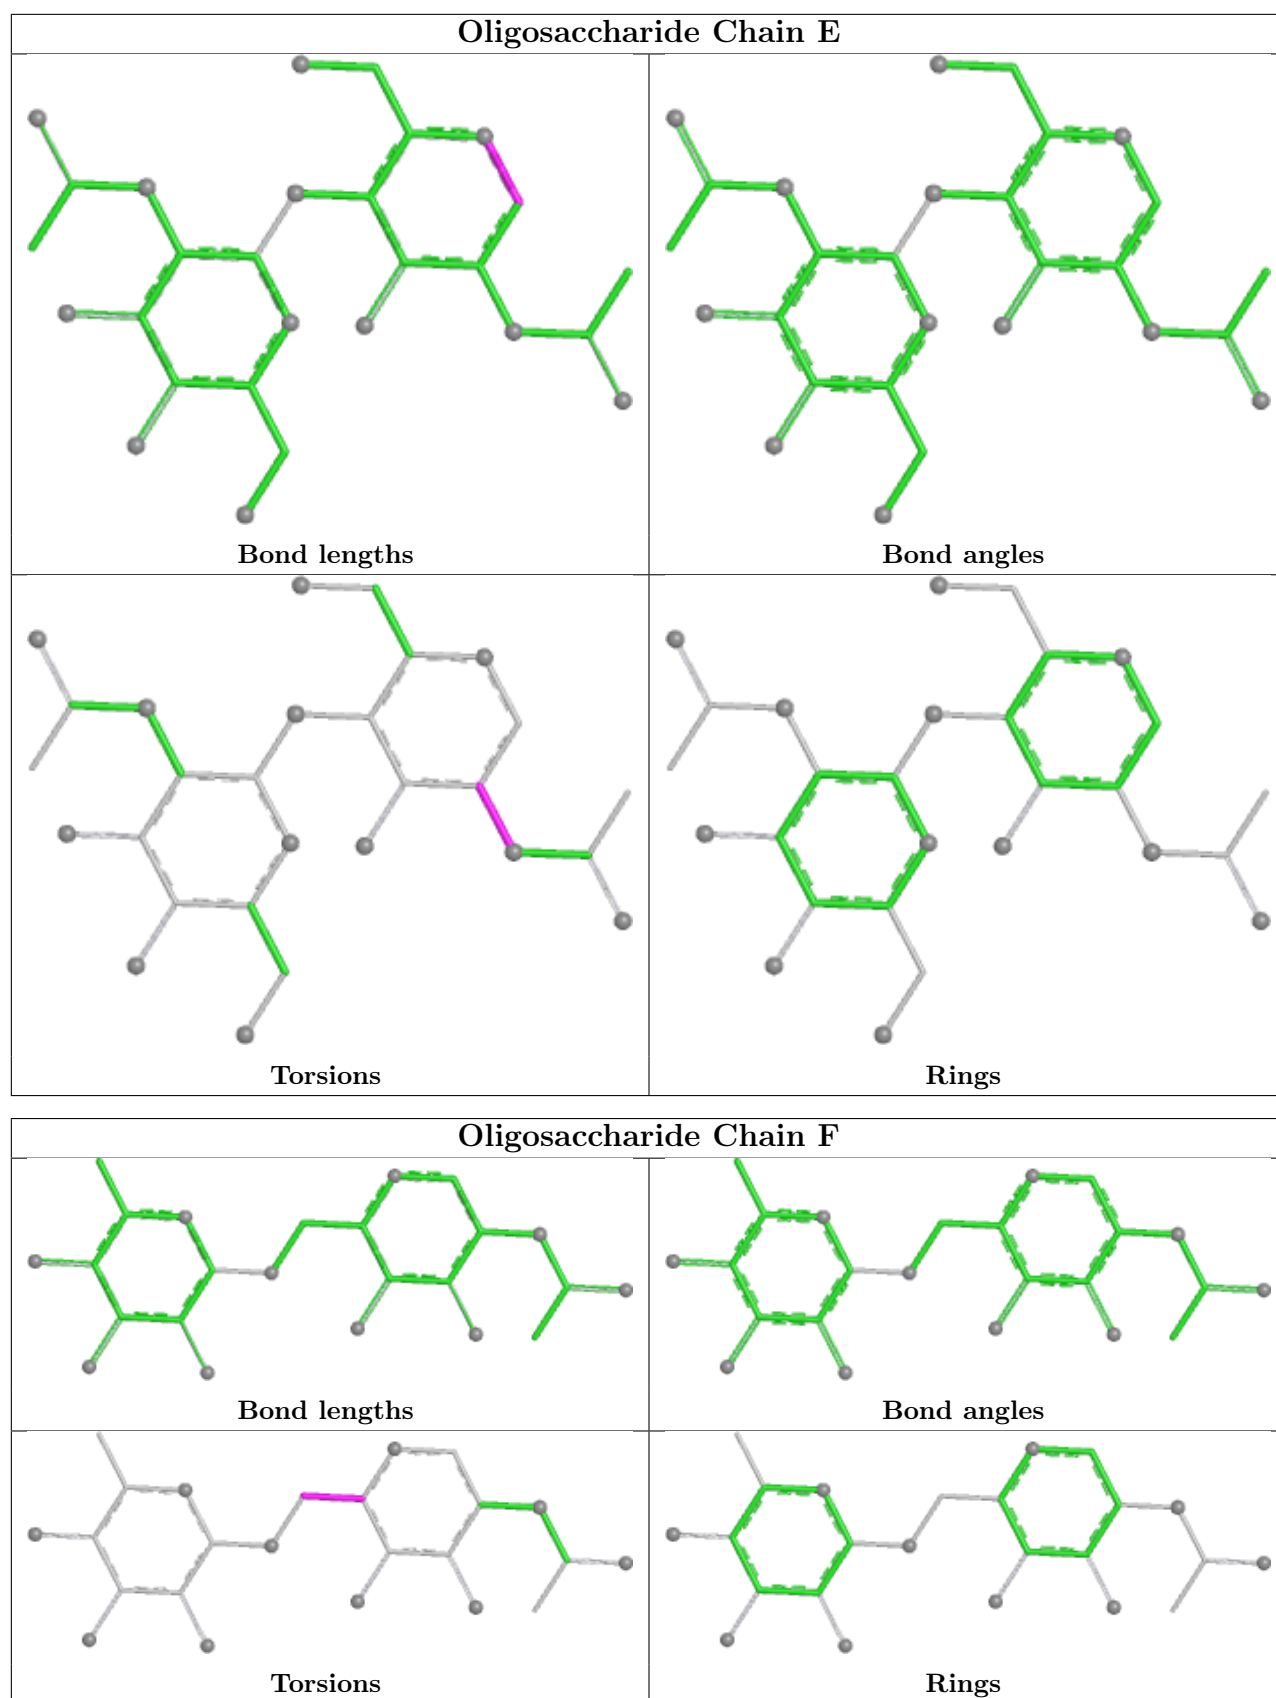 Oligosaccharide Chain E
Bond lengths
Bond angles
Torsions
Rings
Oligosaccharide Chain F
Bond lengths
Bond angles
Torsions
Rings